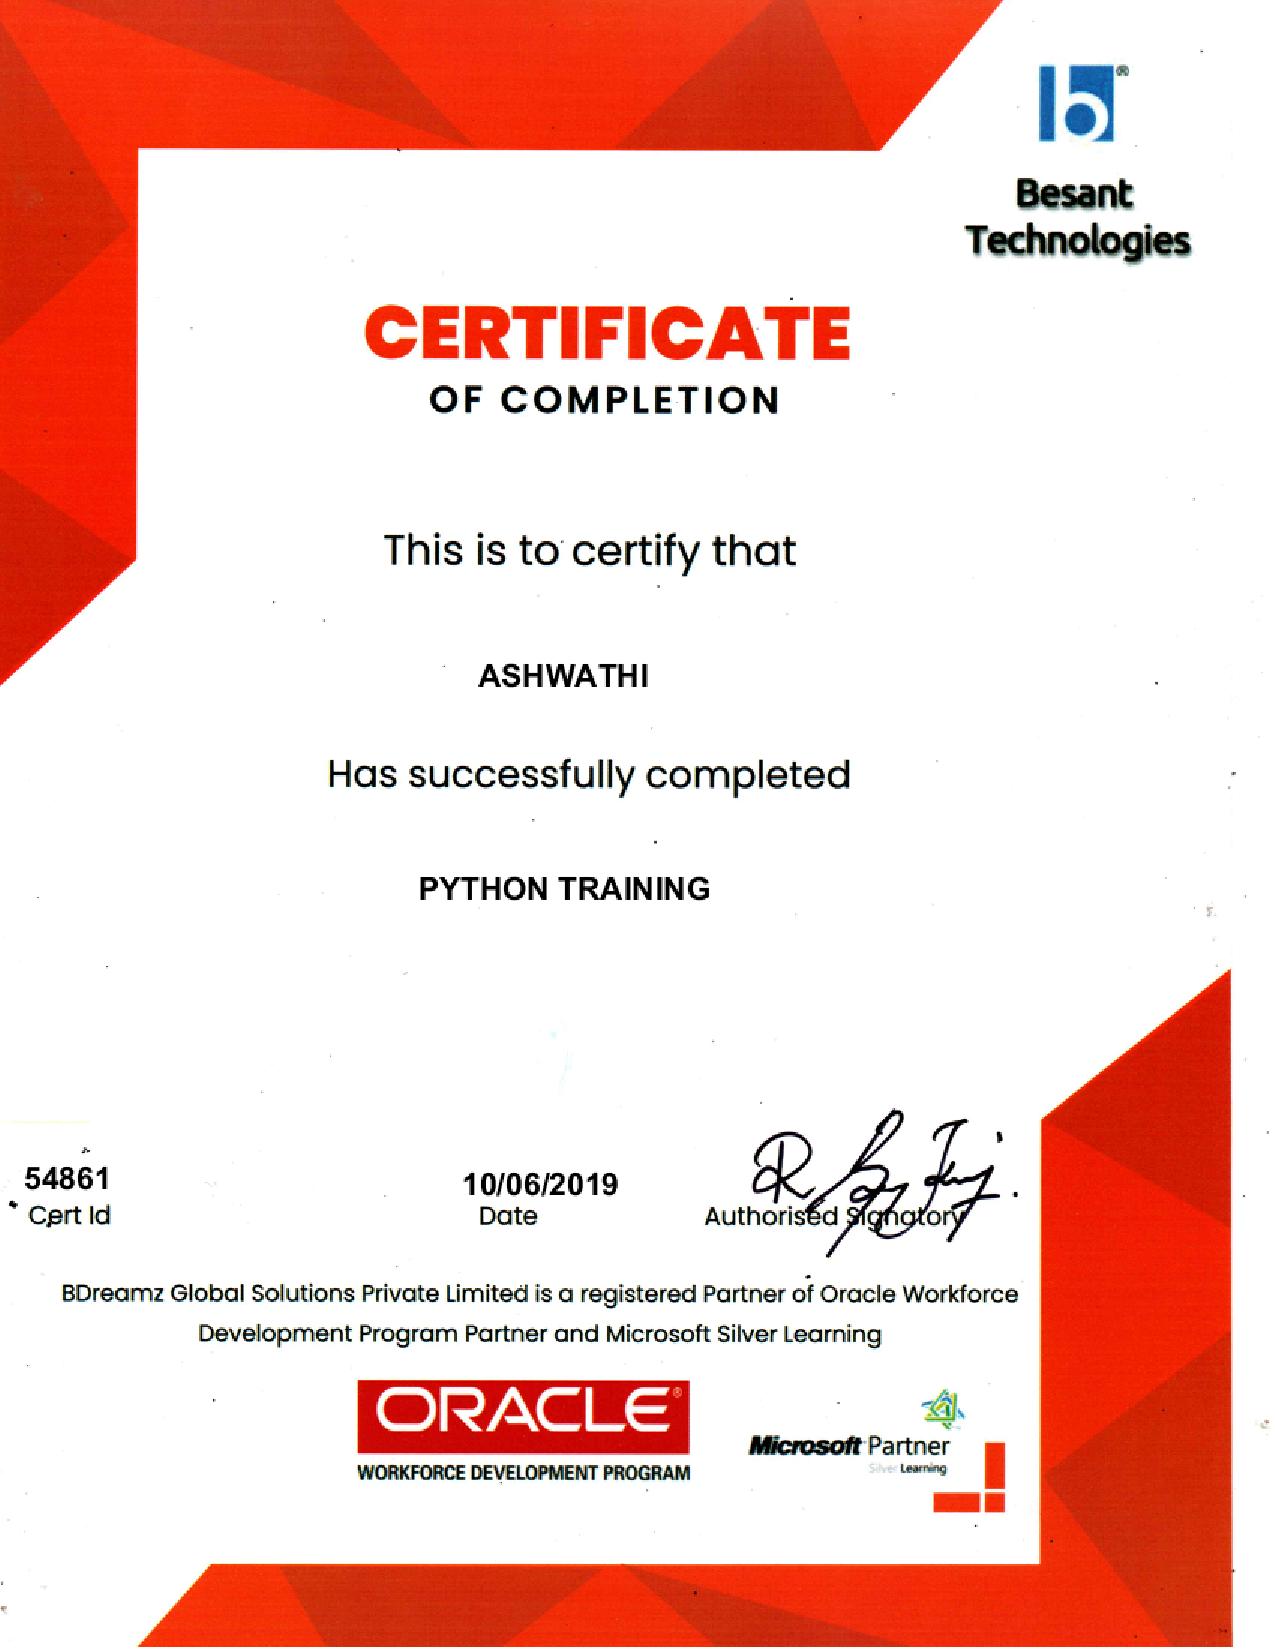 b®
Besant
Technologies
CERTIFICATE
OF COMPLETION
This is to certify that
ASHWATHI
Has successfully completed
PYTHON TRAINING
54861
Cert Id
10/06/2019
Date
Authorised Signatory
BDreamz Global Solutions Private Limited is a registered Partner of Oracle Workforce
Development Program Partner and Microsoft Silver Learning
ORACLE®
WORKFORCE DEVELOPMENT PROGRAM
Microsoft Partner
Silver Learning